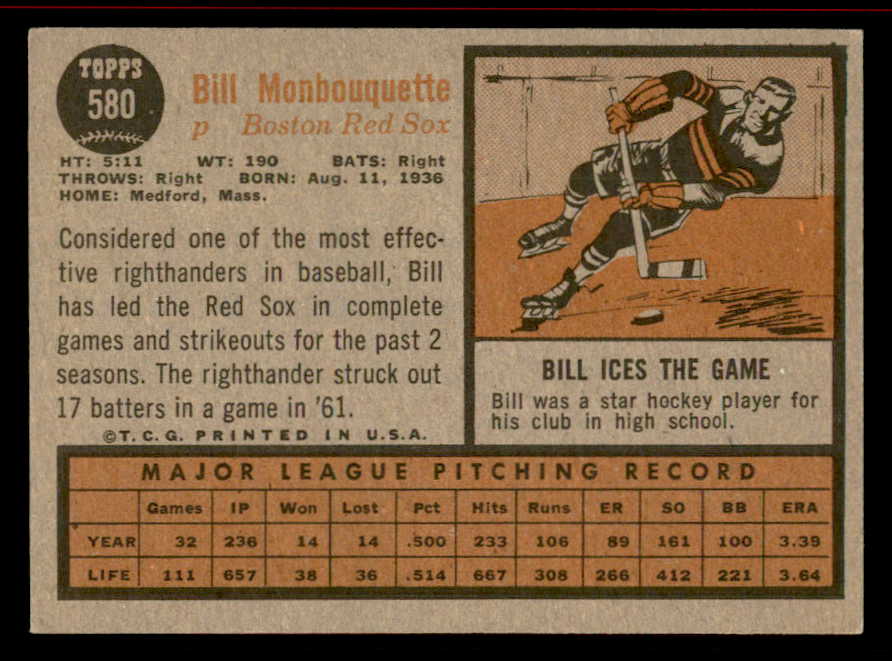 TOPPS
580
Bill Monbouquette
p Boston Red Sox
HT: 5:11 WT: 190 BATS: Right
THROWS: Right BORN: Aug. 11, 1936
HOME: Medford, Mass.
Considered one of the most effec-
tive righthanders in baseball, Bill
has led the Red Sox in complete
games and strikeouts for the past 2
seasons. The righthander struck out
17 batters in a game in '61.
©T.C.G. PRINTED IN U.S.A.
BILL ICES THE GAME
Bill was a star hockey player for
his club in high school.
MAJOR LEAGUE PITCHING RECORD
Games IP Won Lost Pct Hits Runs ER SO BB ERA
YEAR 32 236 14 14 .500 233 106 89 161 100 3.39
LIFE 111 657 38 36 .514 667 308 266 412 221 3.64